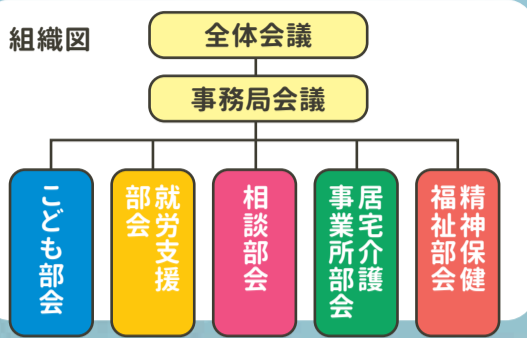 組織図
全体会議
事務局会議
こども部会
就労支援
部会
相談部会
居宅介護
事業所部会
精神保健
福祉部会